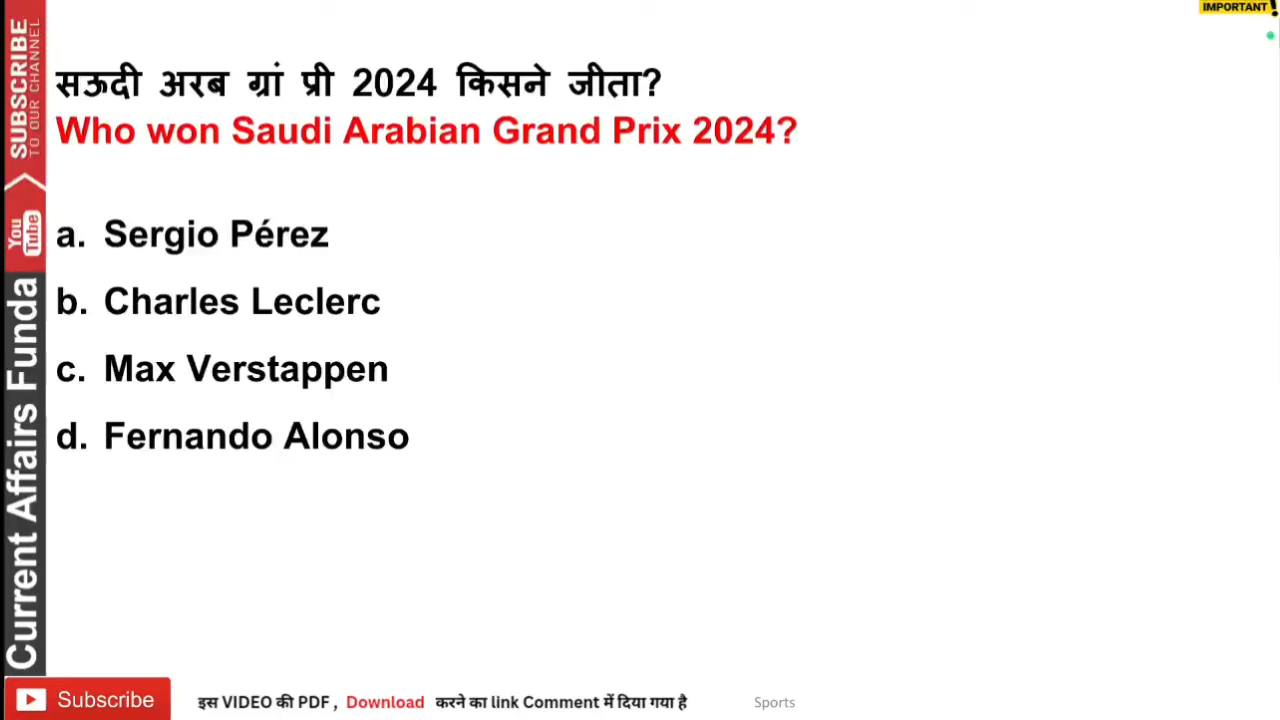 IMPORTANT!
सऊदी अरब ग्रां प्री 2024 किसने जीता?
Who won Saudi Arabian Grand Prix 2024?
a. Sergio Pérez
b. Charles Leclerc
c. Max Verstappen
d. Fernando Alonso
SUBSCRIBE
TO OUR CHANNEL
You
Tube
Current Affairs Funda
Subscribe
इस VIDEO की PDF , Download करने का link Comment में दिया गया है
Sports